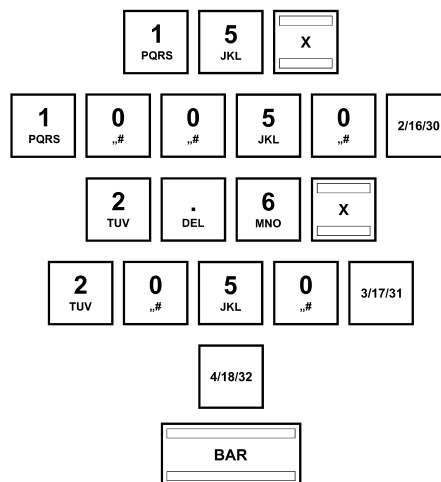 1 5 X
PQRS JKL
1 0 0 5 0 2/16/30
PQRS „# „# JKL „#
2 . 6 X
TUV DEL MNO
2 0 5 0 3/17/31
TUV „# JKL „#
4/18/32
BAR